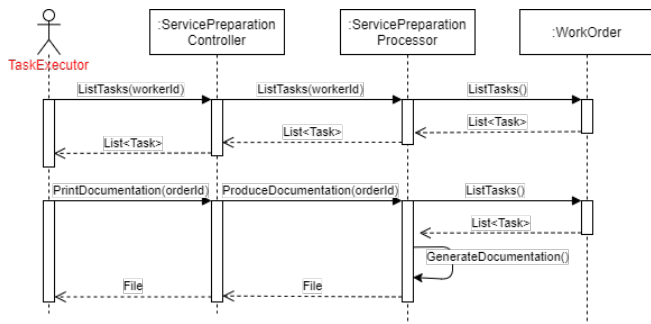 :ServicePreparation
Controller
:ServicePreparation
Processor
:WorkOrder
TaskExecutor
ListTasks(workerId)
ListTasks(workerId)
ListTasks()
List<Task>
List<Task>
List<Task>
PrintDocumentation(orderId)
ProduceDocumentation(orderId)
ListTasks()
List<Task>
GenerateDocumentation()
File
File